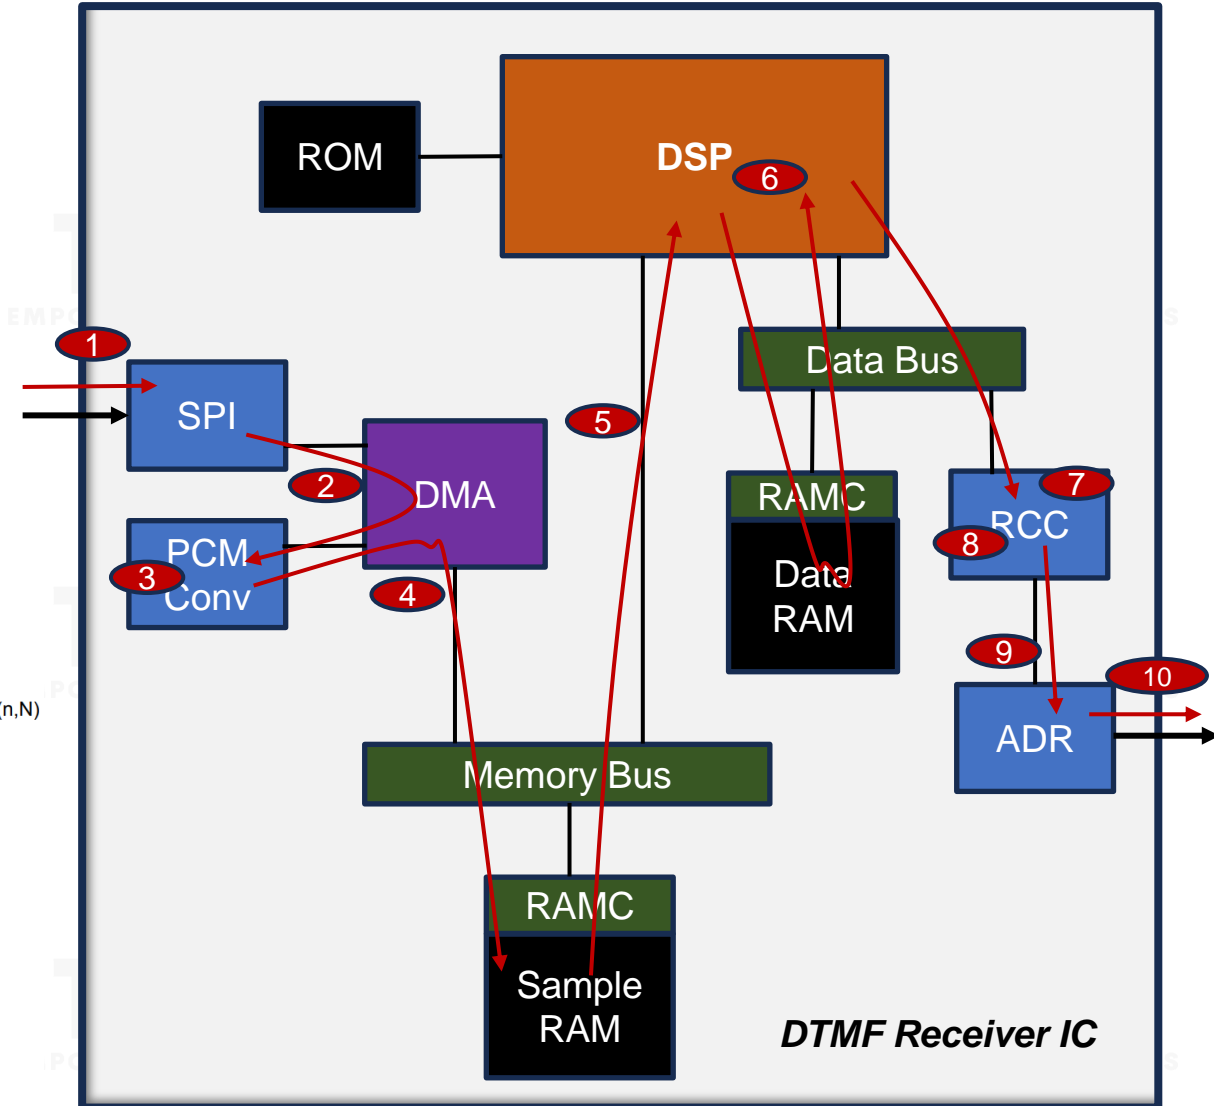 ROM
DSP
6
EMP
S
1
SPI
Data Bus
5
2
DMA
RAMC
7
RCC
8
PCM
Conv
3
4
Data
RAM
9
10
(n,N)
ADR
Memory Bus
RAMC
Sample
RAM
DTMF Receiver IC